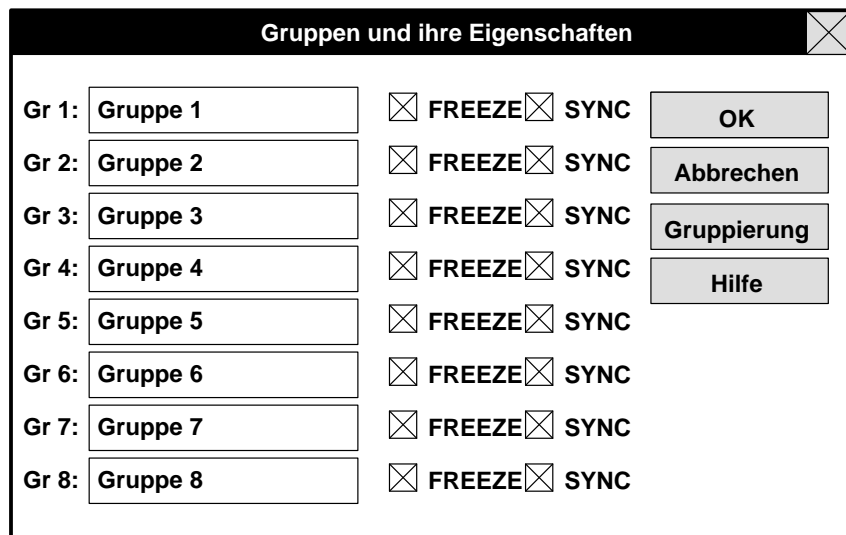 Gruppen und ihre Eigenschaften
Gr 1: Gruppe 1 FREEZE SYNC OK
Gr 2: Gruppe 2 FREEZE SYNC Abbrechen
Gr 3: Gruppe 3 FREEZE SYNC Gruppierung
Gr 4: Gruppe 4 FREEZE SYNC Hilfe
Gr 5: Gruppe 5 FREEZE SYNC
Gr 6: Gruppe 6 FREEZE SYNC
Gr 7: Gruppe 7 FREEZE SYNC
Gr 8: Gruppe 8 FREEZE SYNC